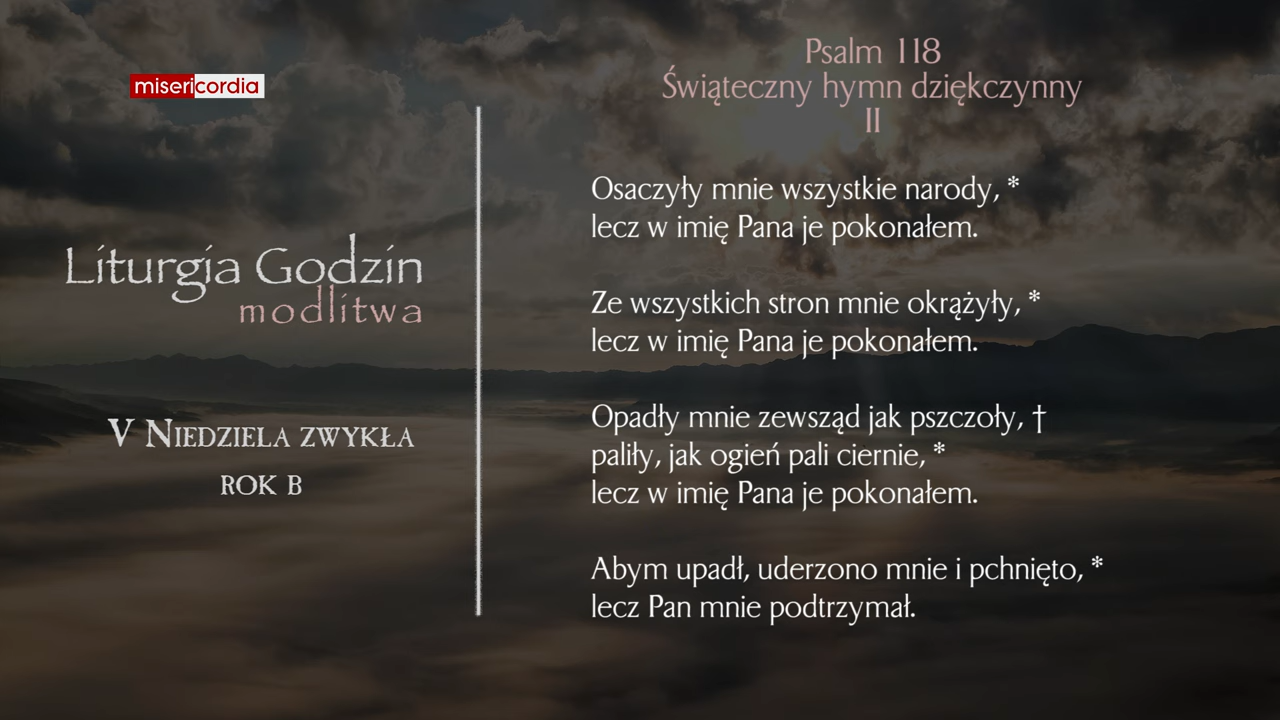 misericordia
Liturgia Godzin
modlitwa
V Niedziela zwykła
rok B
Psalm 118
Świąteczny hymn dziękczynny
II
Osaczyły mnie wszystkie narody, *
lecz w imię Pana je pokonałem.
Ze wszystkich stron mnie okrążyły, *
lecz w imię Pana je pokonałem.
Opadły mnie zewsząd jak pszczoły, †
paliły, jak ogień pali ciernie, *
lecz w imię Pana je pokonałem.
Abym upadł, uderzono mnie i pchnięto, *
lecz Pan mnie podtrzymał.